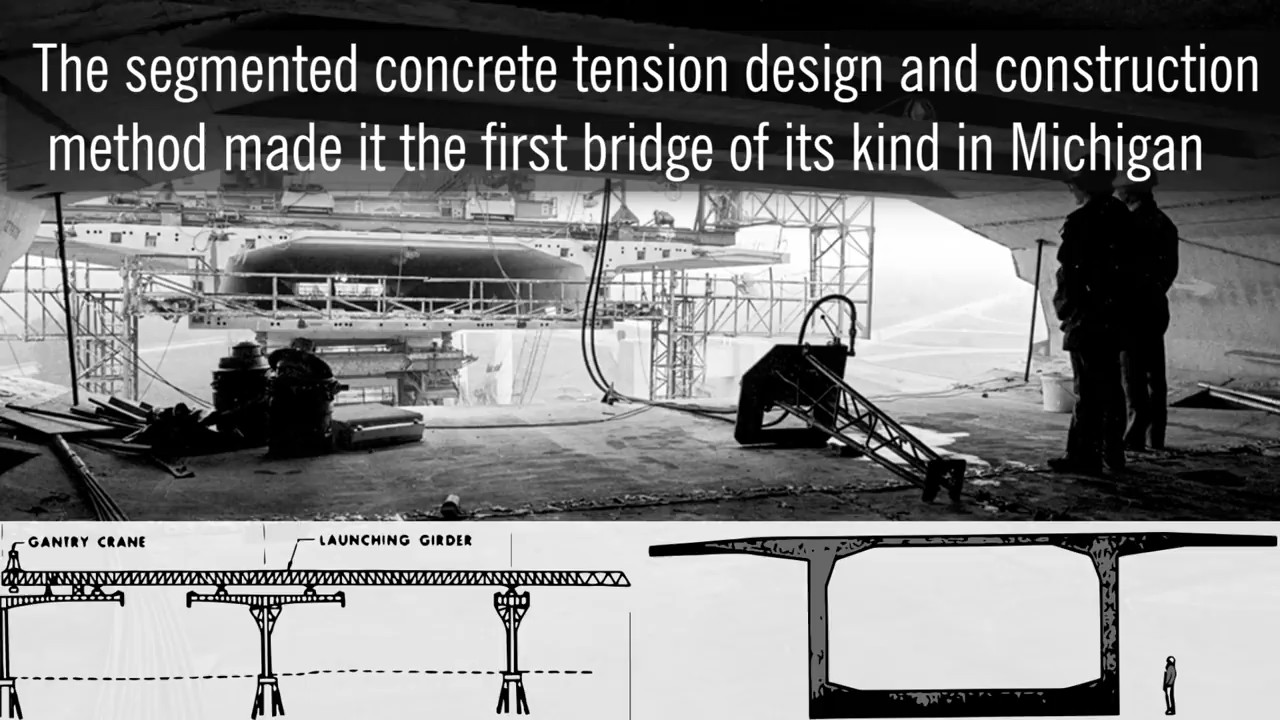 The segmented concrete tension design and construction
method made it the first bridge of its kind in Michigan
GANTRY CRANE
LAUNCHING GIRDER